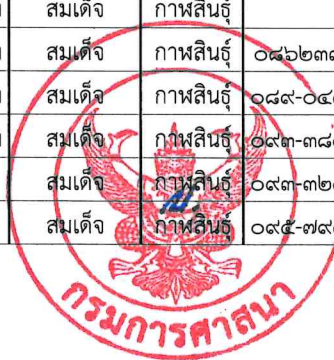 สมเด็จ กาฬสินธุ์
สมเด็จ กาฬสินธุ์ ๐๘๖๒๓
สมเด็จ กาฬสินธุ์ ๐๘๙-๐๔
สมเด็จ กาฬสินธุ์ ๐๙๓-๓๘
สมเด็จ กาฬสินธุ์ ๐๙๓-๓๒
สมเด็จ กาฬสินธุ์ ๐๙๕-๗๙
กรมการศาสนา